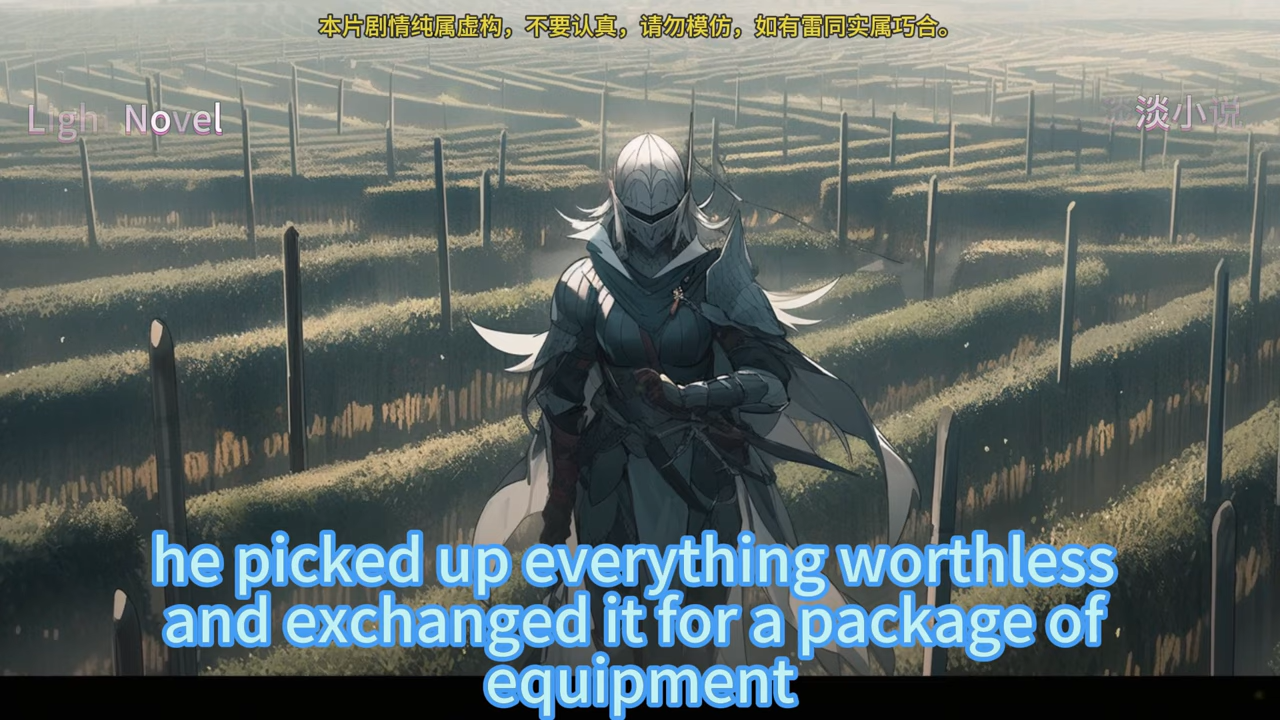 本片剧情纯属虚构，不要认真，请勿模仿，如有雷同实属巧合。
Light Novel
淡小说
he picked up everything worthless
and exchanged it for a package of
equipment